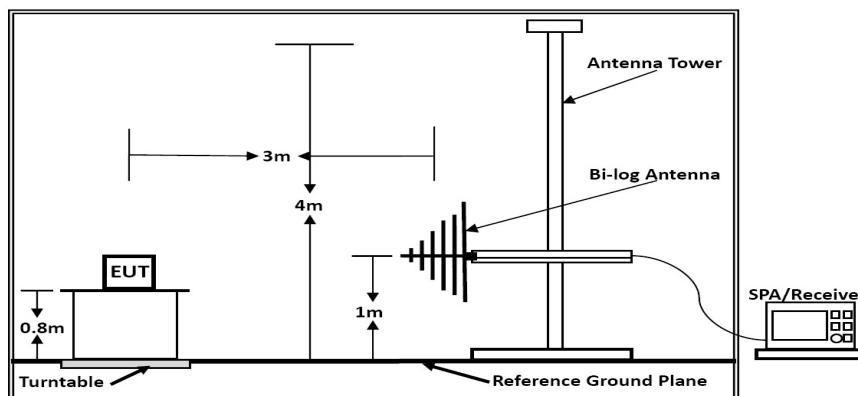 Antenna Tower
3m
Bi-log Antenna
4m
EUT
SPA/Receive
0.8m
1m
Turntable
Reference Ground Plane